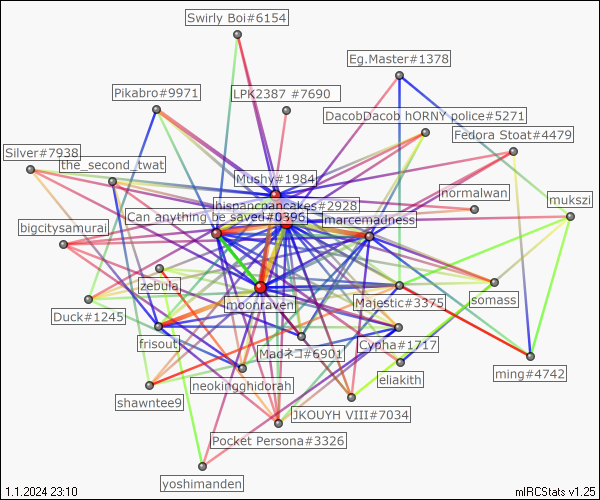 Swirly Boi#6154
Eg.Master#1378
Pikabro#9971
LPK2387 #7690
DacobDacob hORNY police#5271
Fedora Stoat#4479
Silver#7938
the_second_twat
Mushy#1984
normalwan
hispancpancakes#2928
mukszi
Can anything be saved#0396
marcemadness
bigcitysamurai
zebula
moonraven
Majestic#3375
somass
Duck#1245
frisout
Cypha#1717
Madネコ#6901
ming#4742
eliakith
neokingghidorah
shawntee9
JKOUYH VIII#7034
Pocket Persona#3326
yoshimanden
1.1.2024 23:10
mIRCStats v1.25